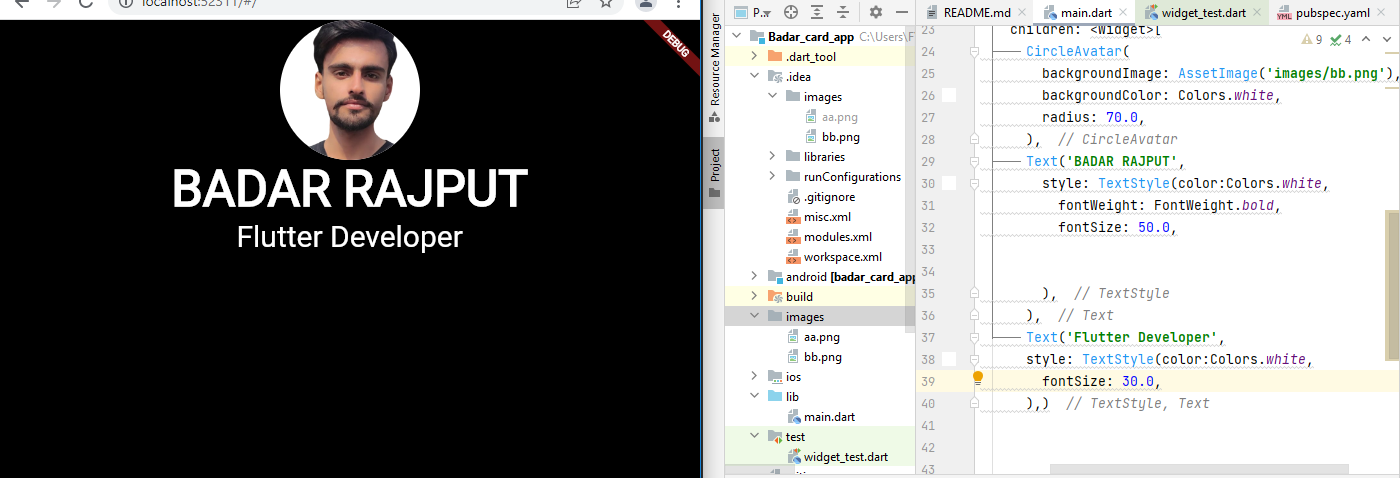 localhost:52311/#/
DEBUG
BADAR RAJPUT
Flutter Developer
Resource Manager
Project
P..
Badar_card_app C:\Users\F
.dart_tool
.idea
images
aa.png
bb.png
libraries
runConfigurations
.gitignore
misc.xml
modules.xml
workspace.xml
android [badar_card_app
build
images
aa.png
bb.png
ios
lib
main.dart
test
widget_test.dart
README.md
main.dart
widget_test.dart
pubspec.yaml
9 4
23 children: <Widget>[
24 CircleAvatar(
25 backgroundImage: AssetImage('images/bb.png'),
26 backgroundColor: Colors.white,
27 radius: 70.0,
28 ), // CircleAvatar
29 Text('BADAR RAJPUT',
30 style: TextStyle(color:Colors.white,
31 fontWeight: FontWeight.bold,
32 fontSize: 50.0,
33
34
35 ), // TextStyle
36 ), // Text
37 Text('Flutter Developer',
38 style: TextStyle(color:Colors.white,
39 fontSize: 30.0,
40 ),) // TextStyle, Text
41
42
43